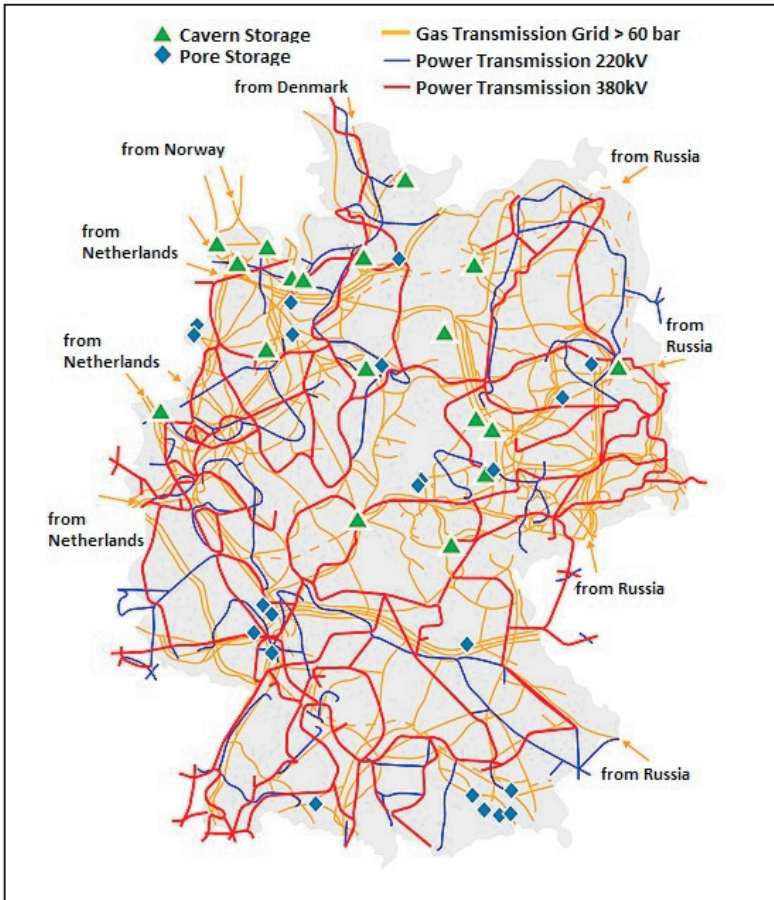 Cavern Storage
Pore Storage
Gas Transmission Grid > 60 bar
Power Transmission 220kV
Power Transmission 380kV
from Denmark
from Norway
from Russia
from
Netherlands
from
Russia
from
Netherlands
from
Netherlands
from Russia
from Russia